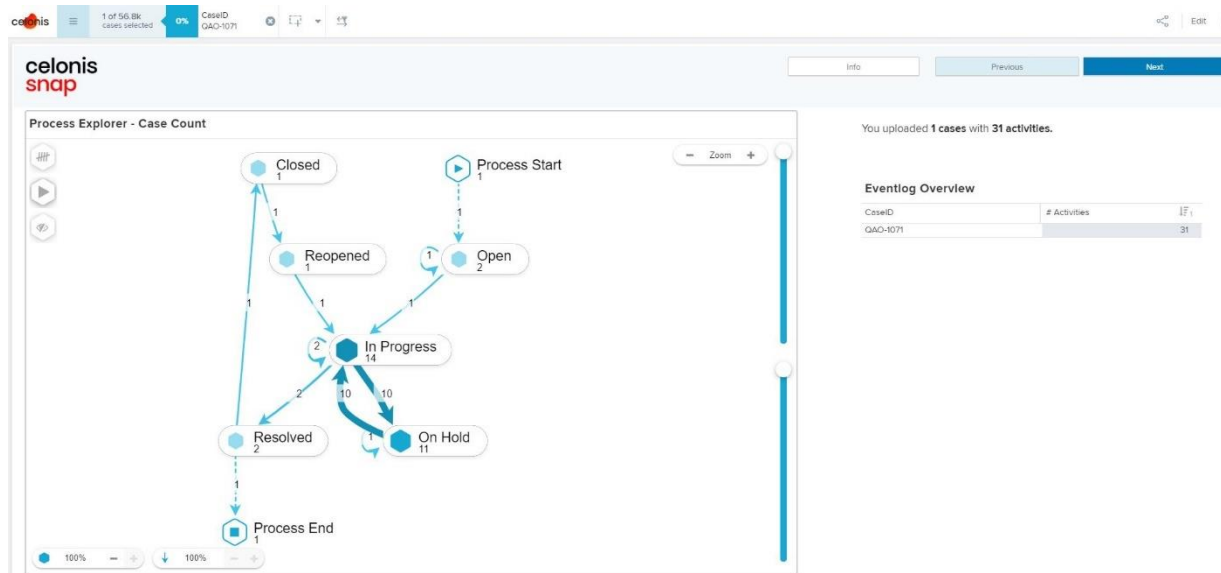 celonis
1 of 56.8k
cases selected
0%
CaseID
QAO-1071
Edit
celonis
snap
Info
Previous
Next
Process Explorer - Case Count
Zoom
You uploaded 1 cases with 31 activities.
Eventlog Overview
CaseID # Activities 1
QAO-1071 31
Closed
1
Process Start
1
1
1
Reopened
1
1
Open
2
1
1
1
2
In Progress
14
2
10
10
Resolved
2
1
On Hold
11
1
Process End
1
100%
100%